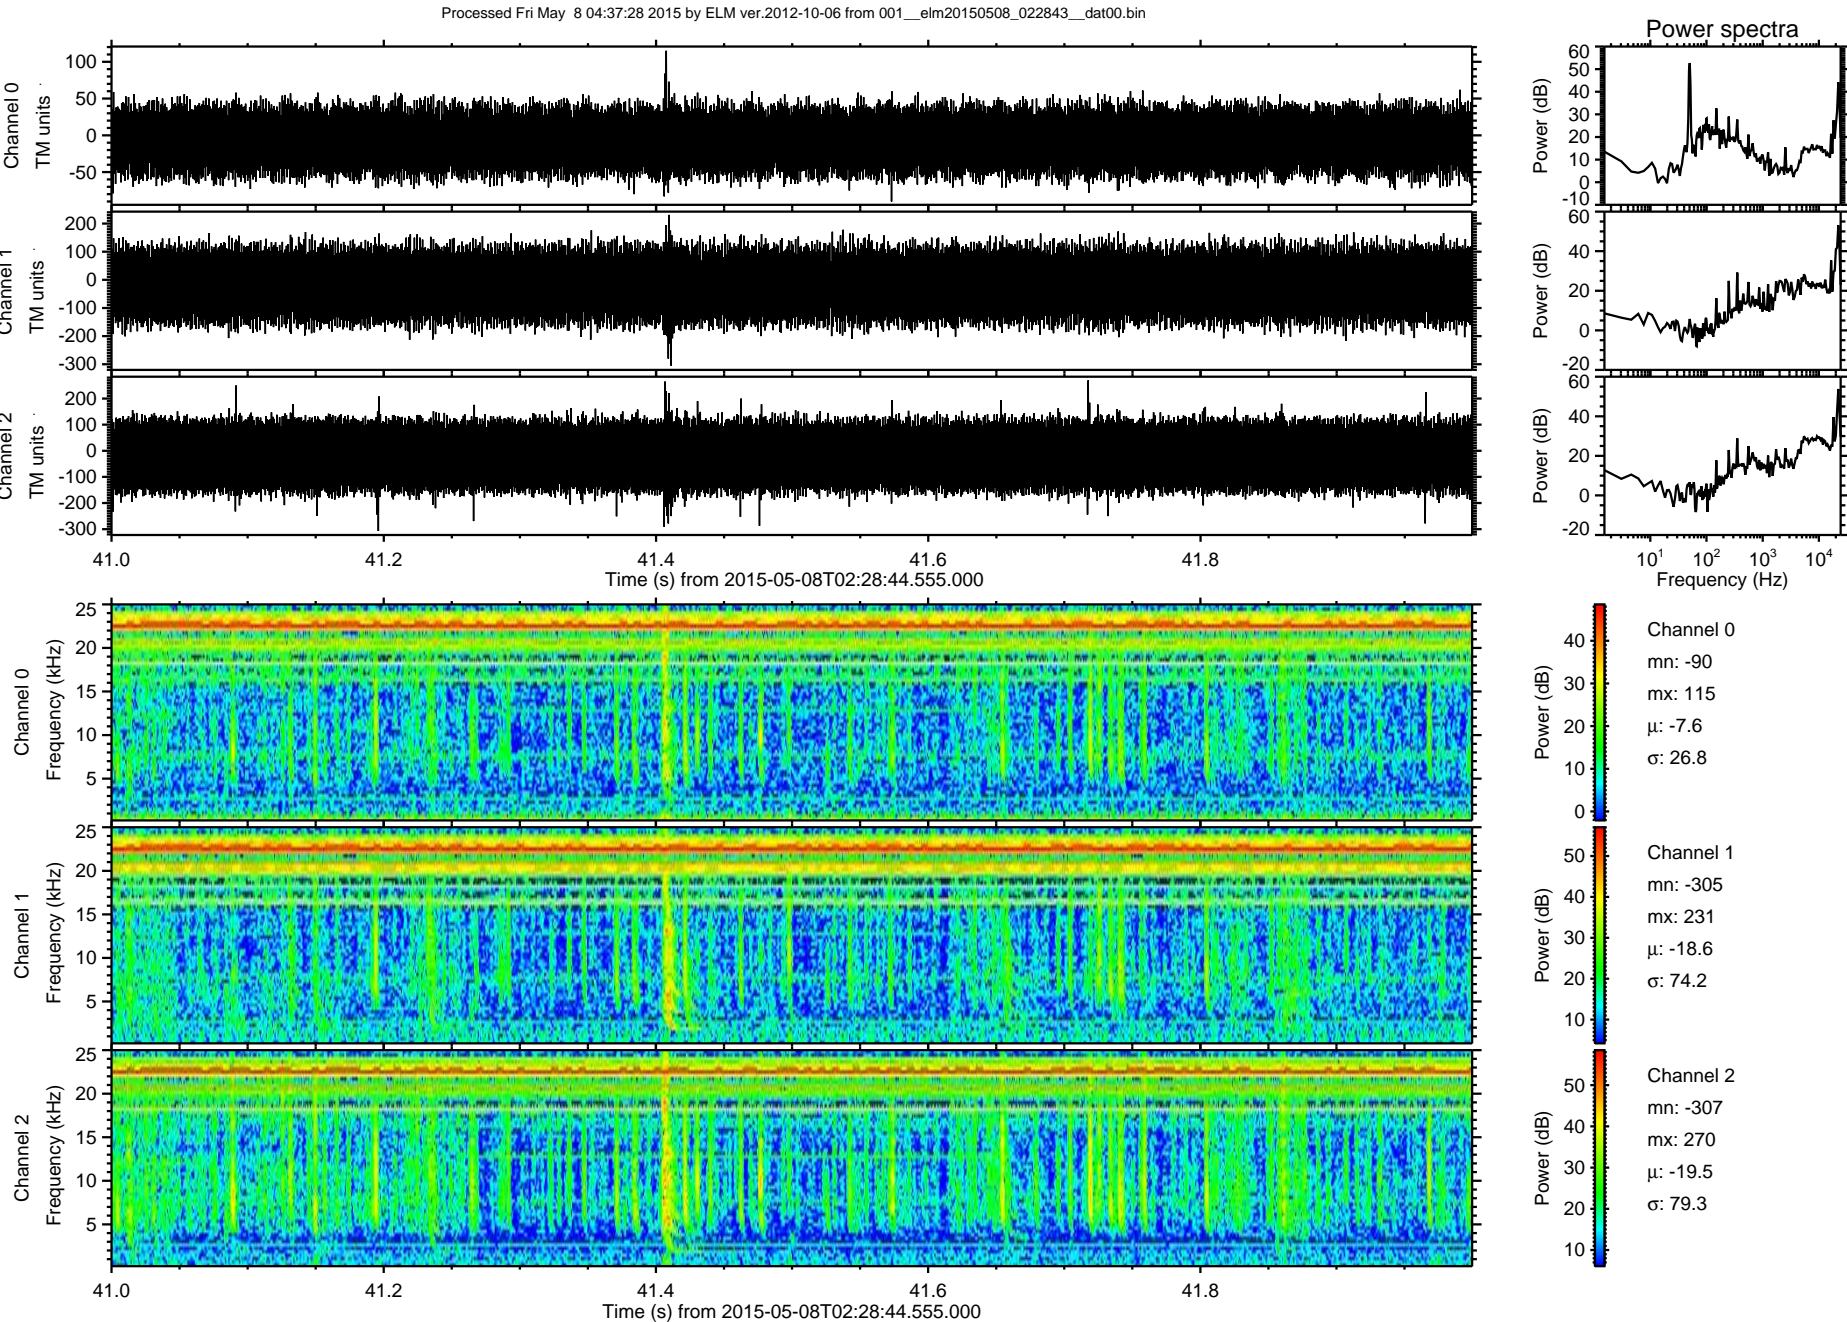 Processed Fri May  8 04:37:28 2015 by ELM ver.2012-10-06 from 001__elm20150508_022843__dat00.bin
Power spectra
Channel 0
TM units
100
50
0
-50
Power (dB)
60
50
40
30
20
10
0
-10
Channel 1
TM units
200
100
0
-100
-200
-300
Power (dB)
60
40
20
0
-20
Channel 2
TM units
200
100
0
-100
-200
-300
Power (dB)
60
40
20
0
-20
41.0 41.2 41.4 41.6 41.8
Time (s) from 2015-05-08T02:28:44.555.000
10¹ 10² 10³ 10⁴
Frequency (Hz)
Channel 0
Frequency (kHz)
25
20
15
10
5
Power (dB)
40
30
20
10
0
Channel 0
mn: -90
mx: 115
µ: -7.6
σ: 26.8
Channel 1
Frequency (kHz)
25
20
15
10
5
Power (dB)
50
40
30
20
10
Channel 1
mn: -305
mx: 231
µ: -18.6
σ: 74.2
Channel 2
Frequency (kHz)
25
20
15
10
5
Power (dB)
50
40
30
20
10
Channel 2
mn: -307
mx: 270
µ: -19.5
σ: 79.3
41.0 41.2 41.4 41.6 41.8
Time (s) from 2015-05-08T02:28:44.555.000